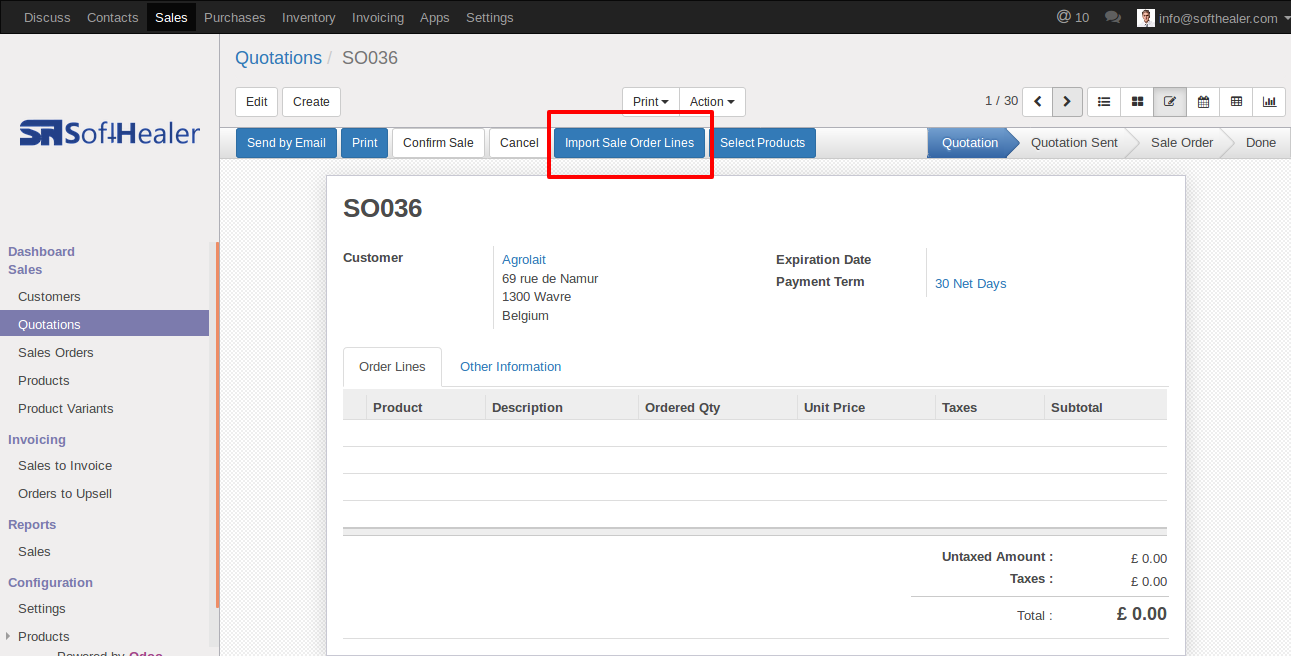 Discuss Contacts Sales Purchases Inventory Invoicing Apps Settings @ 10 info@softhealer.com
Quotations / SO036
Edit Create Print Action 1 / 30
SoftHealer
Send by Email Print Confirm Sale Cancel Import Sale Order Lines Select Products Quotation Quotation Sent Sale Order Done
SO036
Customer
Agrolait
69 rue de Namur
1300 Wavre
Belgium
Expiration Date
Payment Term 30 Net Days
Order Lines Other Information
Product Description Ordered Qty Unit Price Taxes Subtotal
Untaxed Amount : £ 0.00
Taxes : £ 0.00
Total : £ 0.00
Dashboard
Sales
Customers
Quotations
Sales Orders
Products
Product Variants
Invoicing
Sales to Invoice
Orders to Upsell
Reports
Sales
Configuration
Settings
Products
Powered by Odoo